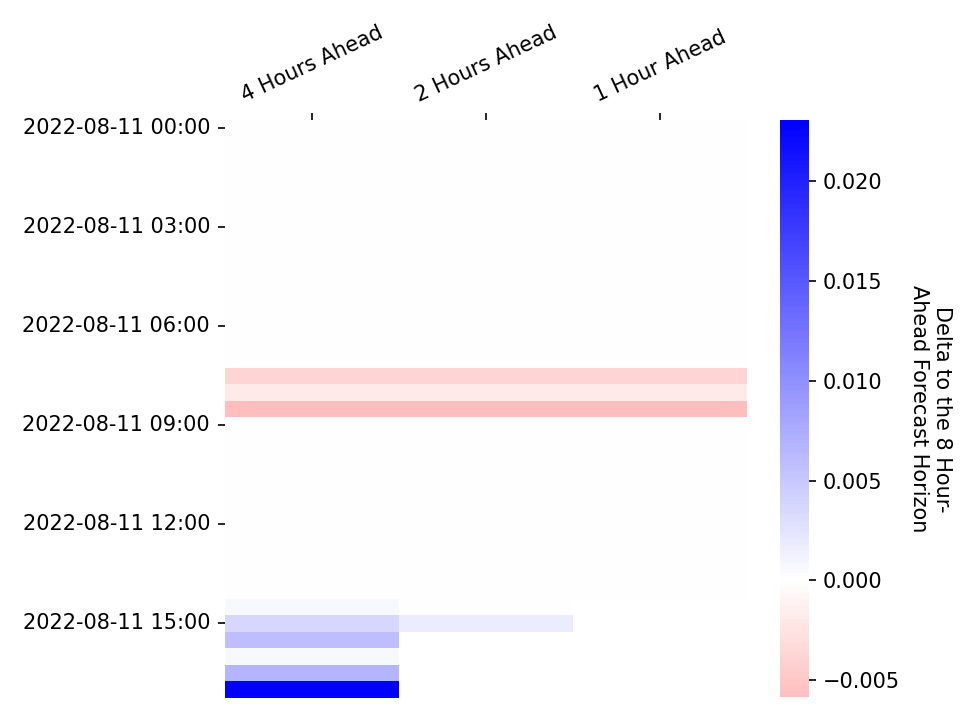 4 Hours Ahead
2 Hours Ahead
1 Hour Ahead
2022-08-11 00:00
2022-08-11 03:00
2022-08-11 06:00
2022-08-11 09:00
2022-08-11 12:00
2022-08-11 15:00
0.020
0.015
0.010
0.005
0.000
−0.005
Delta to the 8 Hour-
Ahead Forecast Horizon